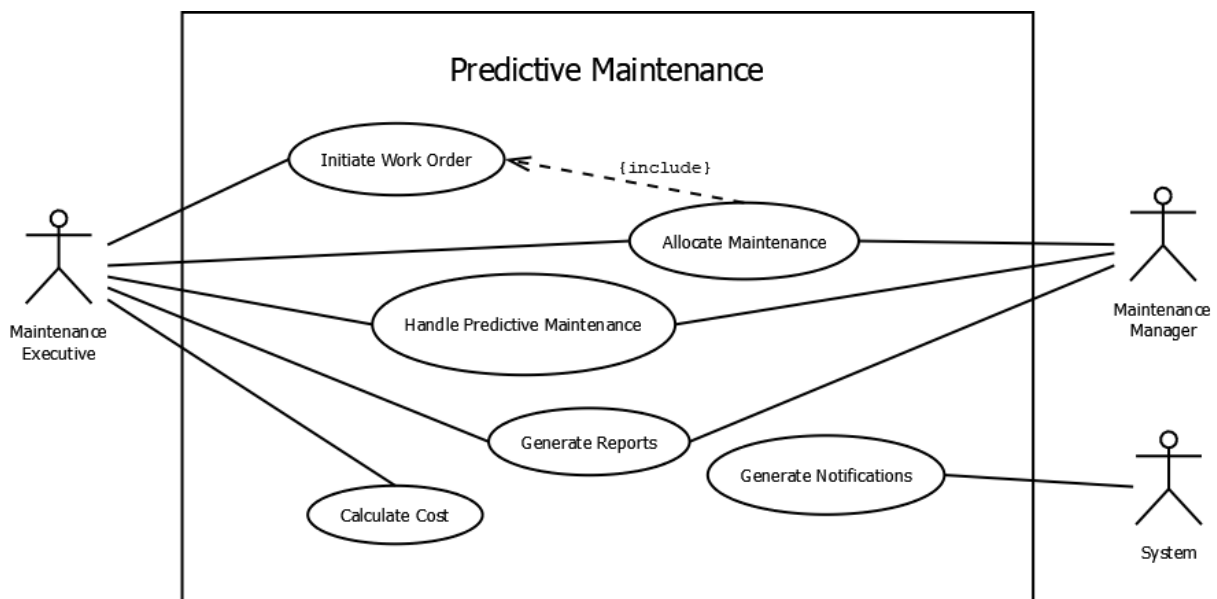 Predictive Maintenance
Initiate Work Order
{include}
Allocate Maintenance
Maintenance
Executive
Handle Predictive Maintenance
Maintenance
Manager
Generate Reports
Generate Notifications
Calculate Cost
System